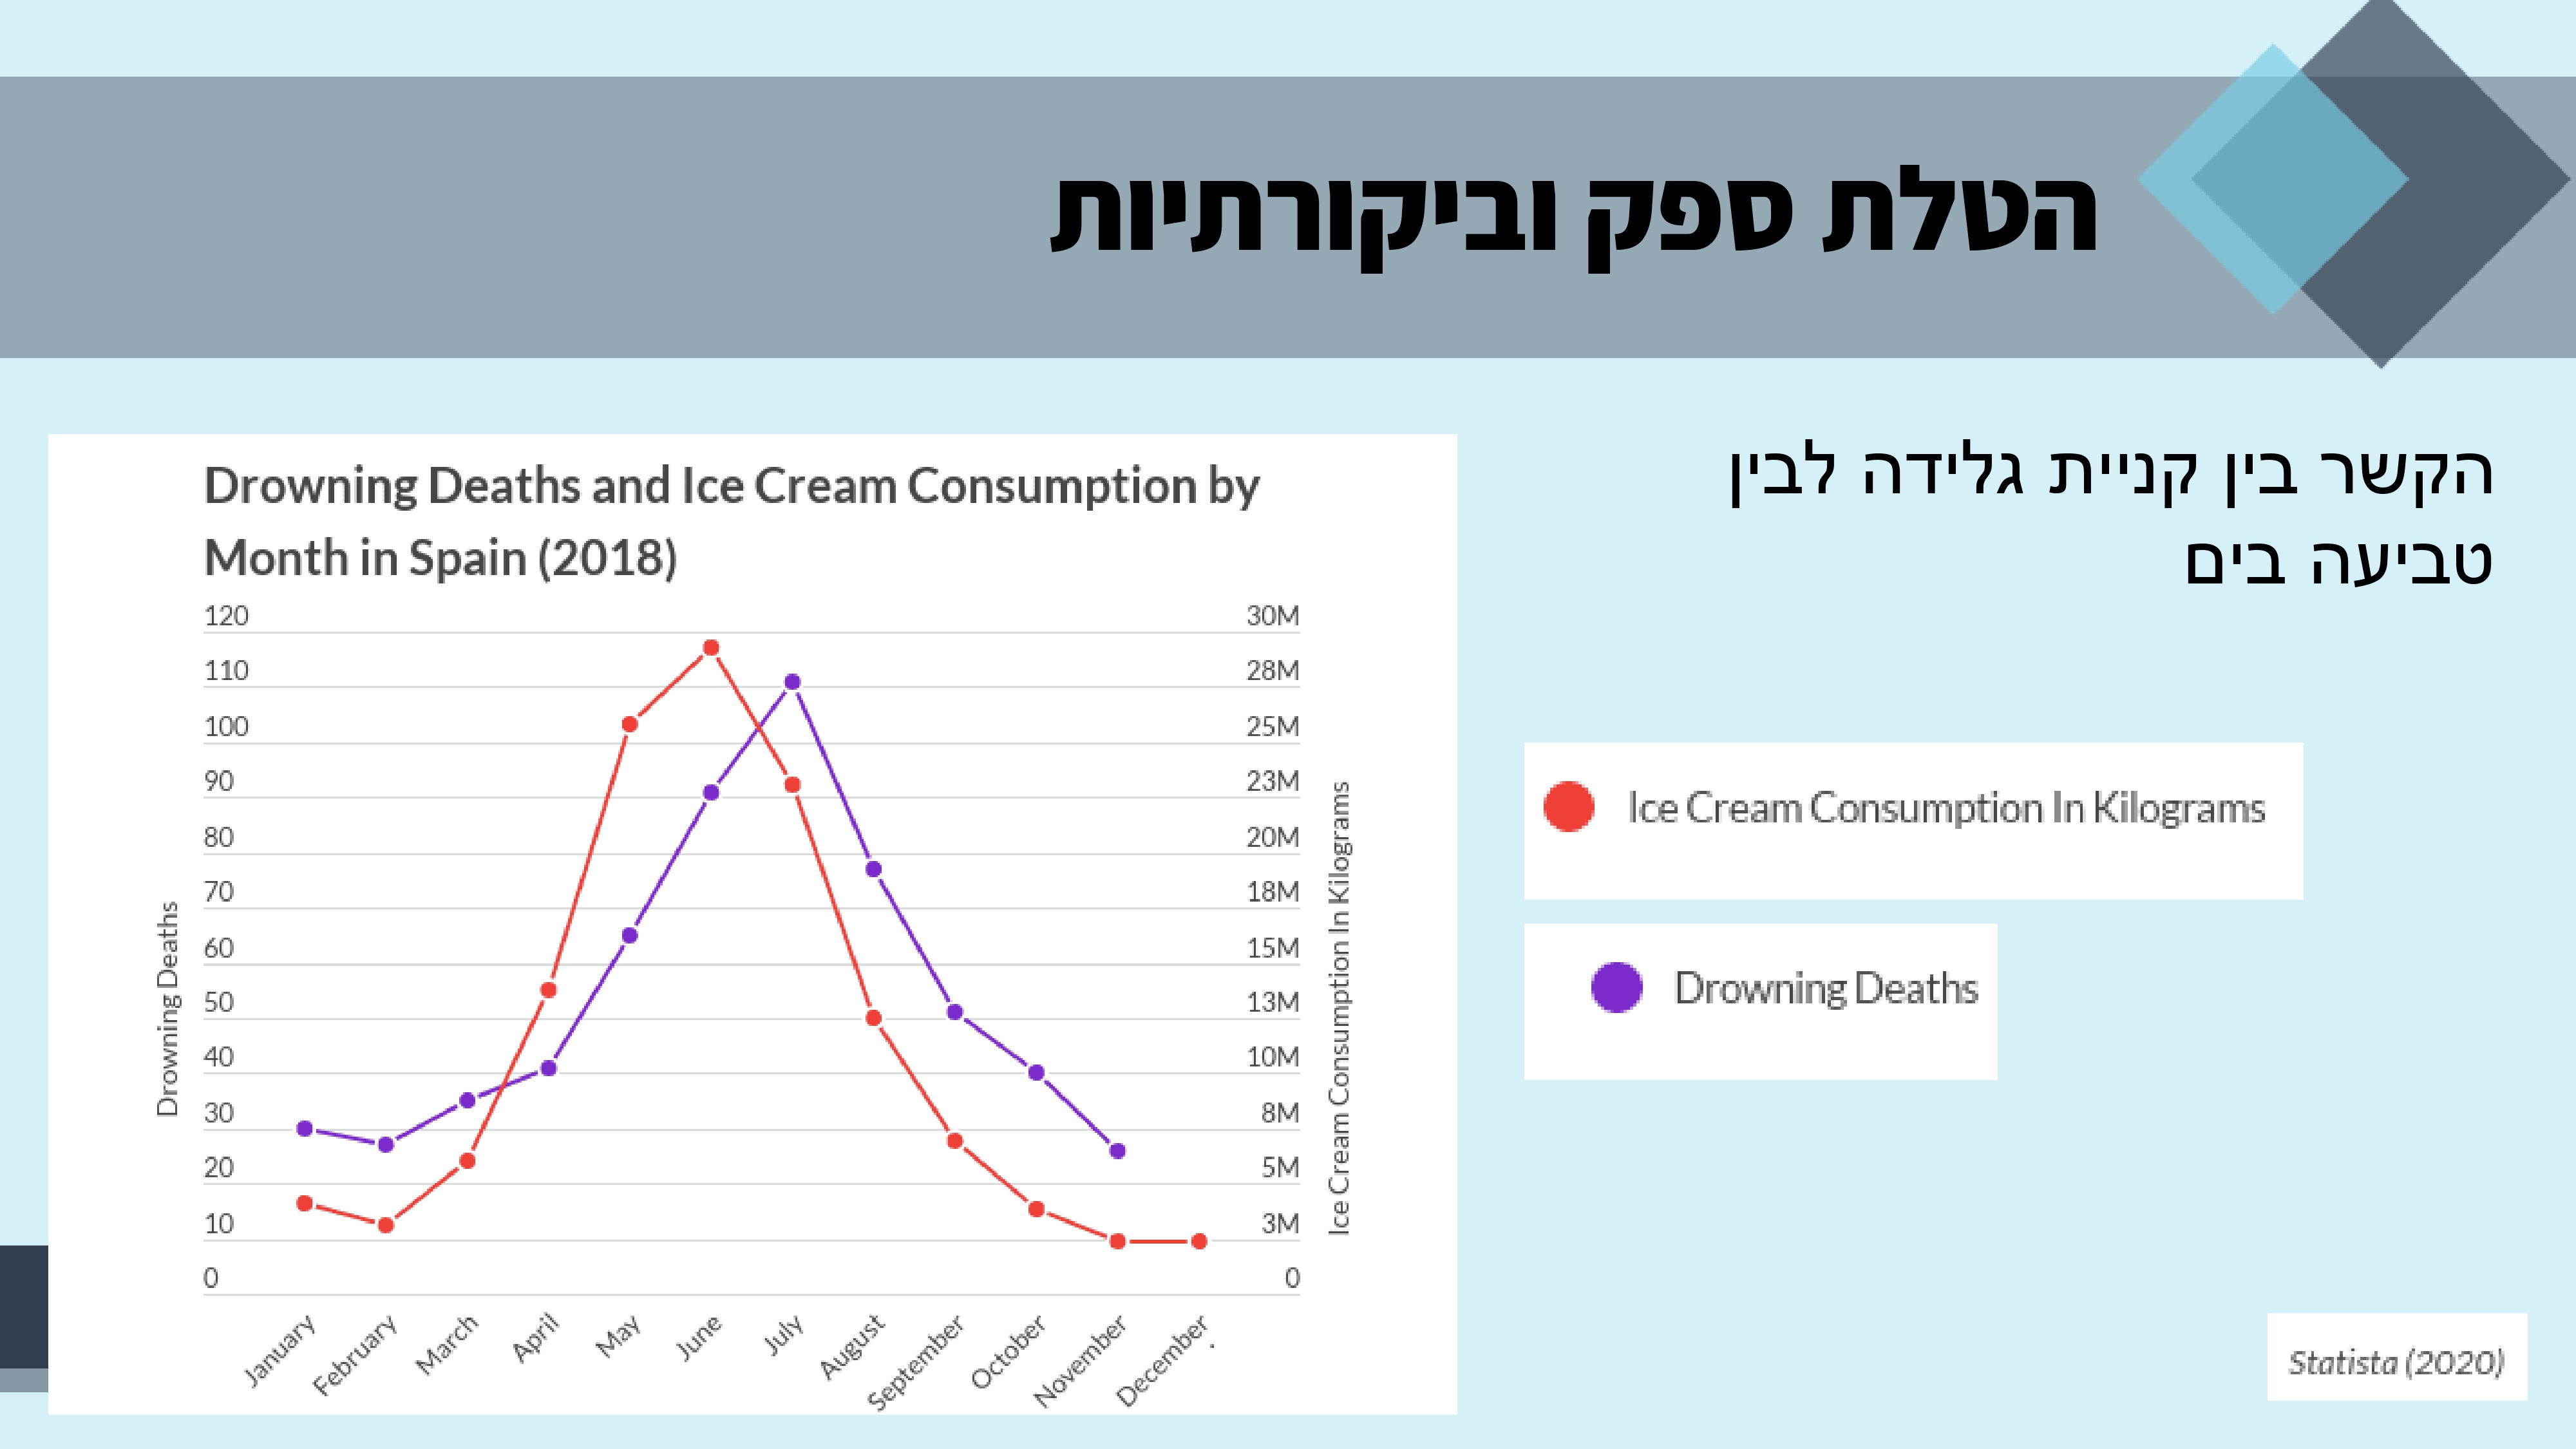 הטלת ספק וביקורתיות
הקשר בין קניית גלידה לבין
טביעה בים
Drowning Deaths and Ice Cream Consumption by
Month in Spain (2018)
120
110
100
90
80
70
60
50
40
30
20
10
0
Drowning Deaths
30M
28M
25M
23M
20M
18M
15M
13M
10M
8M
5M
3M
0
Ice Cream Consumption In Kilograms
January
February
March
April
May
June
July
August
September
October
November
December.
Ice Cream Consumption In Kilograms
Drowning Deaths
Statista (2020)